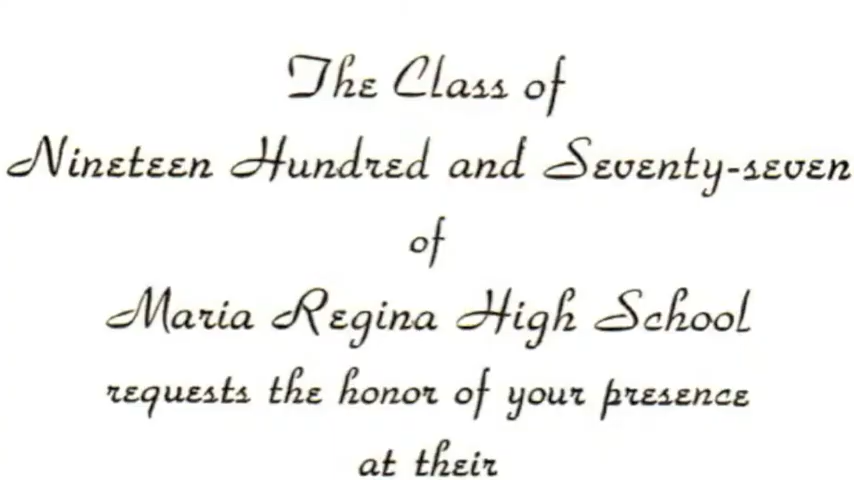 The Class of
Nineteen Hundred and Seventy-seven
of
Maria Regina High School
requests the honor of your presence
at their